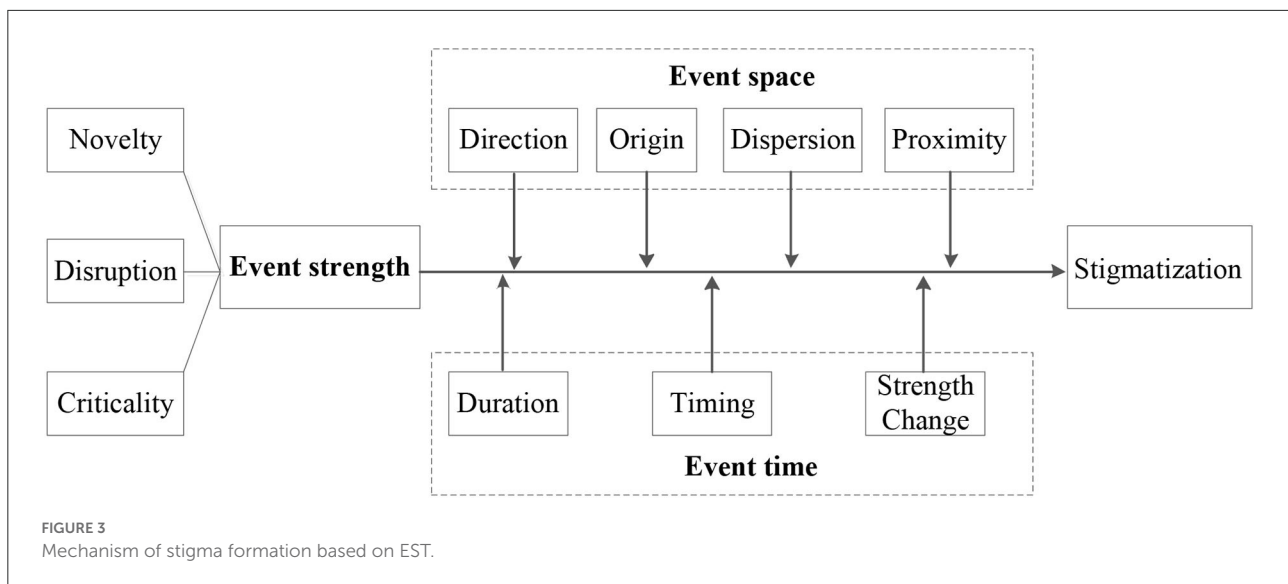 Event space
Direction
Origin
Dispersion
Proximity
Novelty
Disruption
Criticality
Event strength
Stigmatization
Duration
Timing
Strength
Change
Event time
FIGURE 3
Mechanism of stigma formation based on EST.